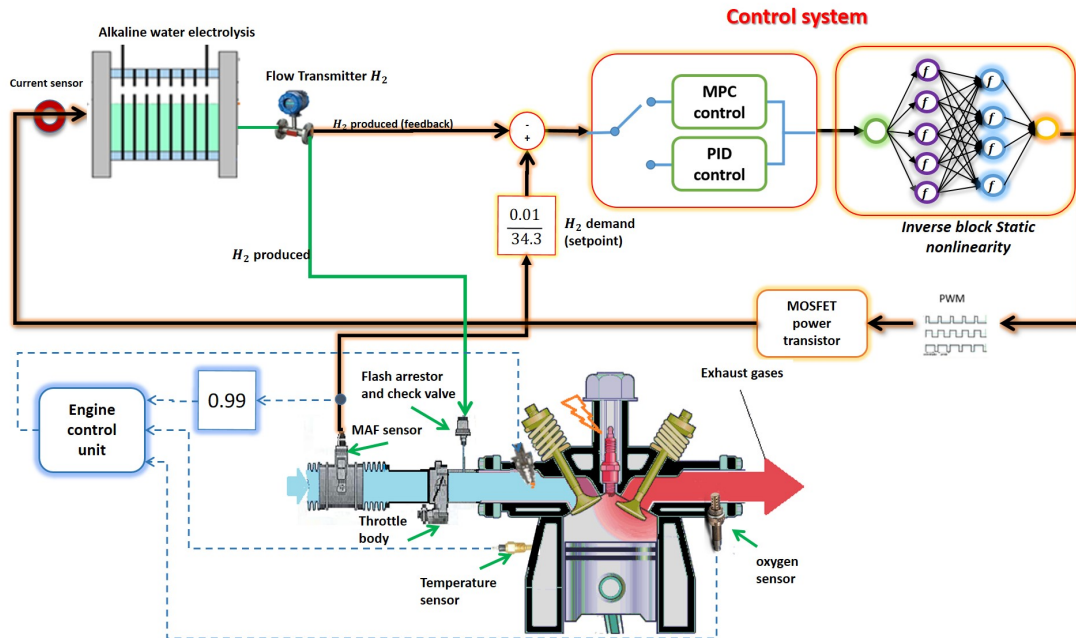 Control system
Alkaline water electrolysis
Current sensor
Flow Transmitter H₂
H₂ produced (feedback)
-
+
MPC
control
PID
control
f
f
f
f
f
f
f
f
f
Inverse block Static
nonlinearity
0.01
34.3
H₂ demand
(setpoint)
H₂ produced
MOSFET
power
transistor
PWM
Exhaust gases
Flash arrestor
and check valve
0.99
Engine
control
unit
MAF sensor
Throttle
body
Temperature
sensor
oxygen
sensor